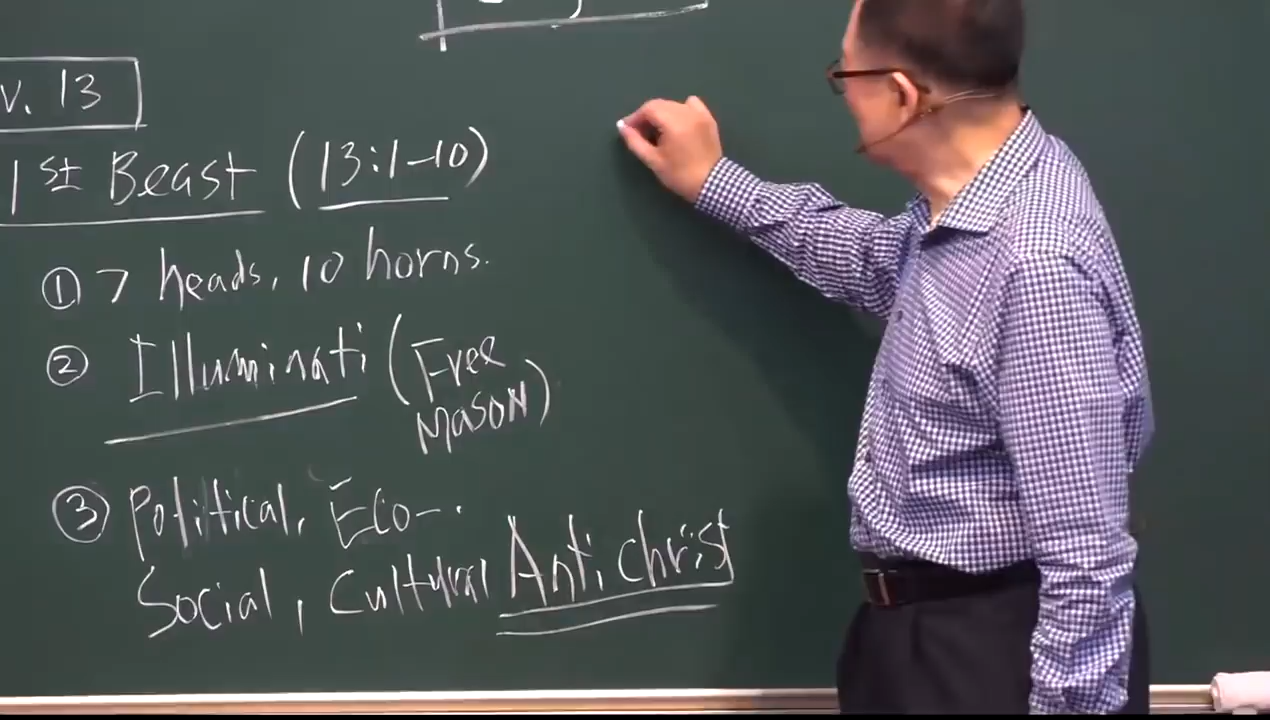 v. 13
1st Beast (13:1-10)
① 7 heads, 10 horns.
② Illuminati (Free
Mason)
③ Political, Eco-.
Social, Cultural Anti christ